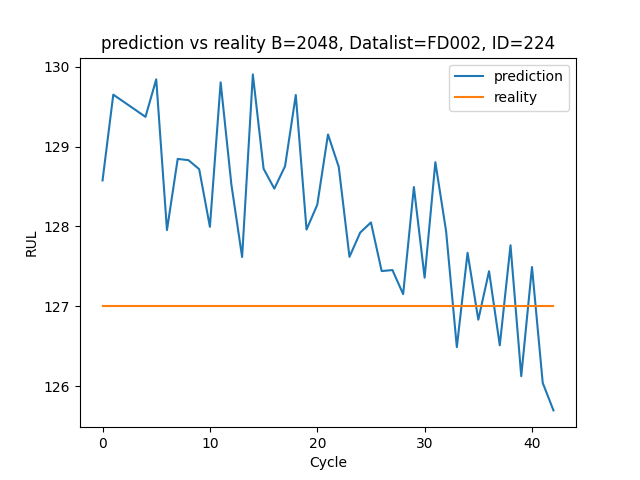 prediction vs reality B=2048, Datalist=FD002, ID=224
prediction
reality
RUL
130
129
128
127
126
0 10 20 30 40
Cycle